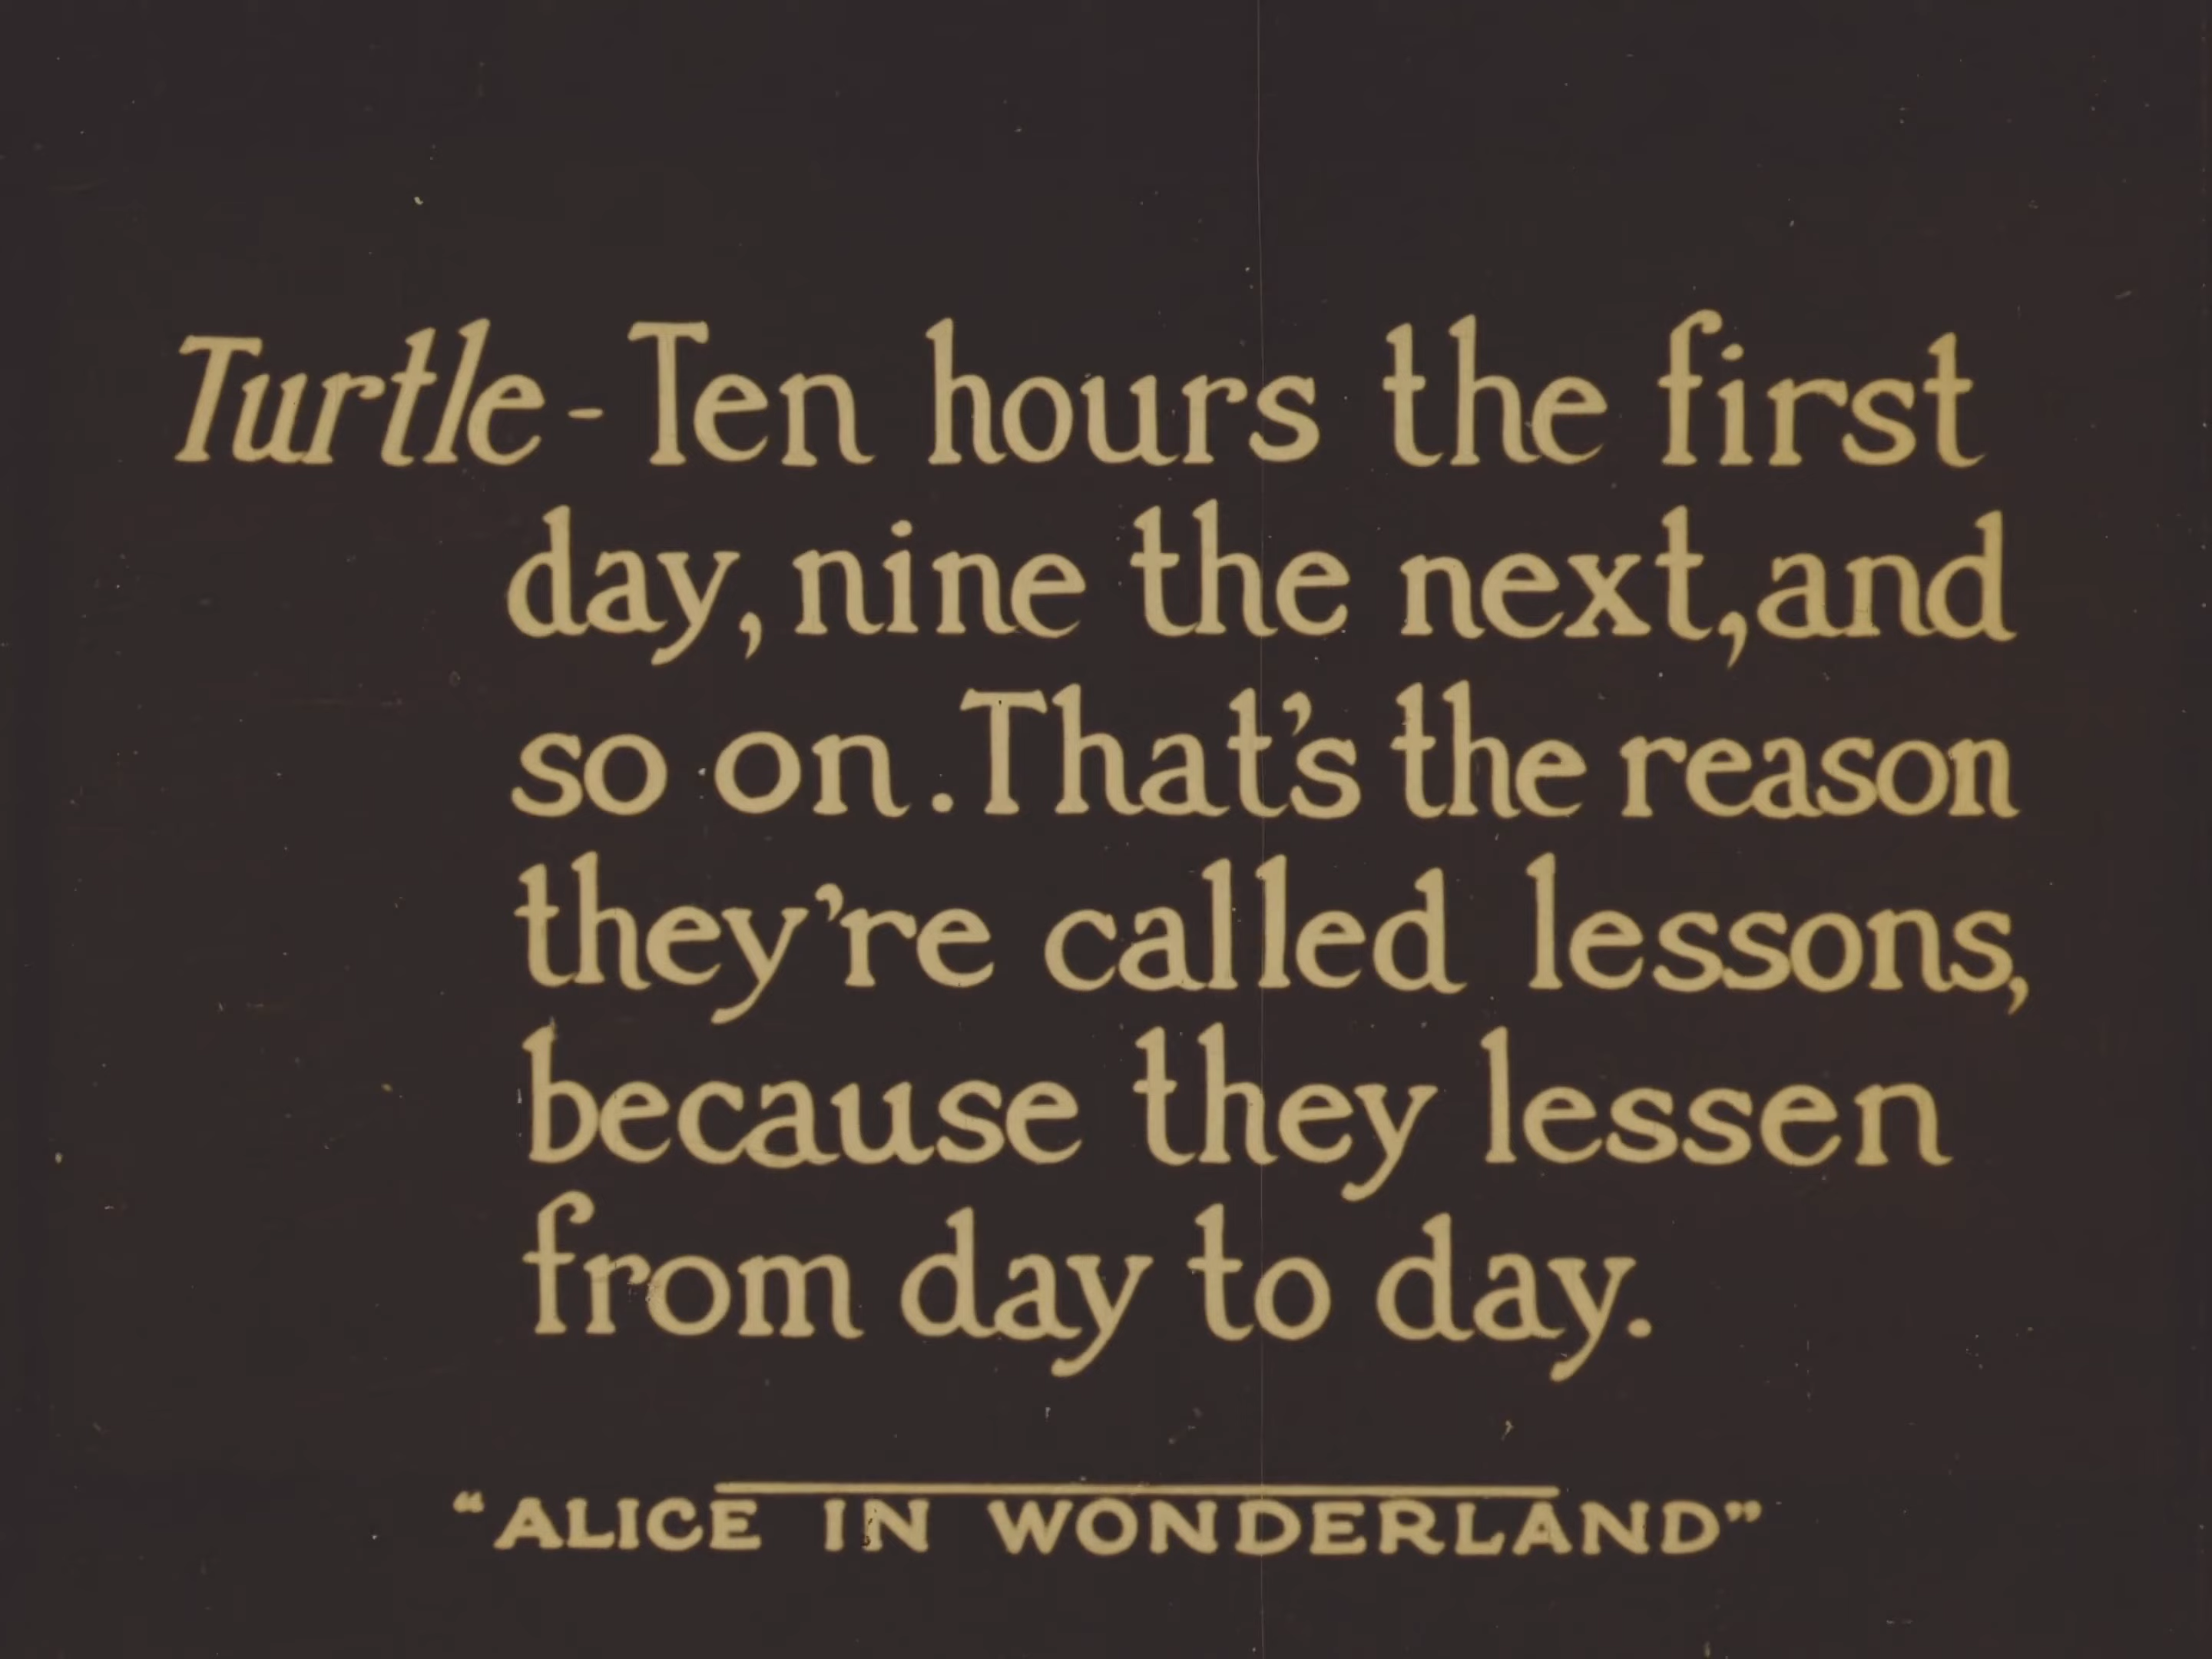 Turtle-Ten hours the first
day, nine the next, and
so on. That's the reason
they're called lessons,
because they lessen
from day to day.
"ALICE IN WONDERLAND"